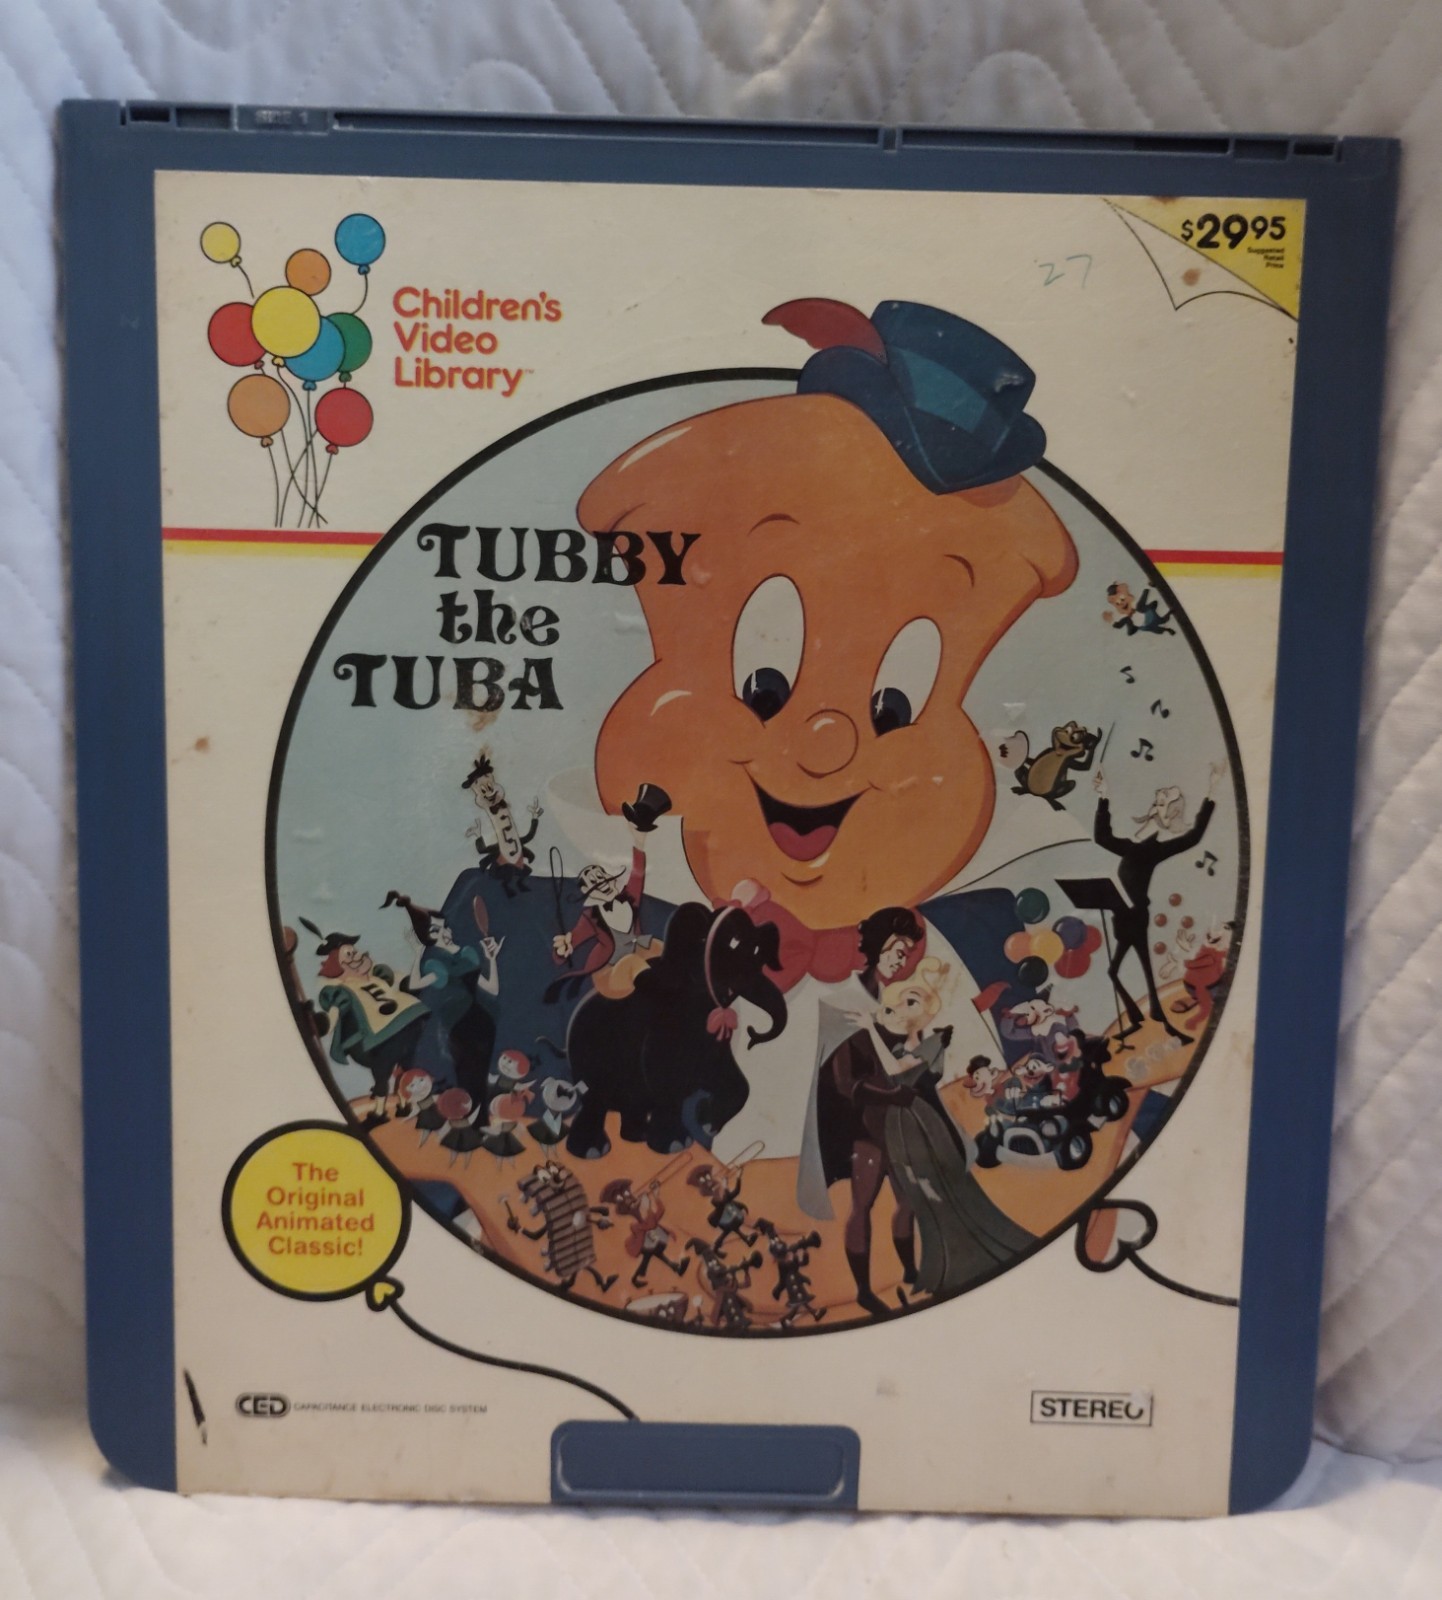 SIDE 1
$29.95
Suggested
Retail
Price
27
Children's
Video
Library™
TUBBY
the
TUBA
The
Original
Animated
Classic!
CED CAPACITANCE ELECTRONIC DISC SYSTEM
STEREO